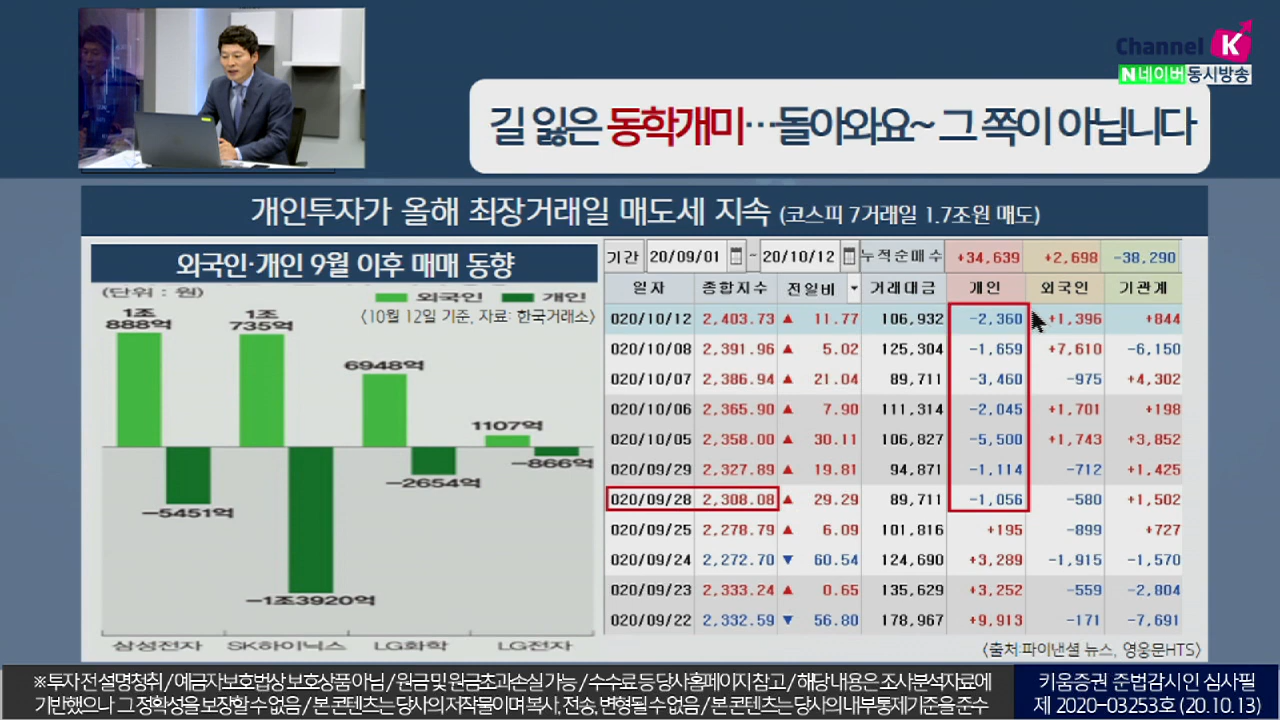 Channel K
N 네이버 동시방송
길 잃은 동학개미…돌아와요~ 그 쪽이 아닙니다
개인투자가 올해 최장거래일 매도세 지속 (코스피 7거래일 1.7조원 매도)
외국인·개인 9월 이후 매매 동향
(단위 : 원)
외국인 개인
〈10월 12일 기준, 자료: 한국거래소〉
1조
888억
1조
735억
6948억
1107억
-5451억
-1조3920억
-2654억
-866억
삼성전자 SK하이닉스 LG화학 LG전자
기간 20/09/01 ~ 20/10/12 누적순매수 +34,639 +2,698 -38,290
일자 종합지수 전일비 거래대금 개인 외국인 기관계
020/10/12 2,403.73 ▲ 11.77 106,932 -2,360 +1,396 +844
020/10/08 2,391.96 ▲ 5.02 125,304 -1,659 +7,610 -6,150
020/10/07 2,386.94 ▲ 21.04 89,711 -3,460 -975 +4,302
020/10/06 2,365.90 ▲ 7.90 111,314 -2,045 +1,701 +198
020/10/05 2,358.00 ▲ 30.11 106,827 -5,500 +1,743 +3,852
020/09/29 2,327.89 ▲ 19.81 94,871 -1,114 -712 +1,425
020/09/28 2,308.08 ▲ 29.29 89,711 -1,056 -580 +1,502
020/09/25 2,278.79 ▲ 6.09 101,816 +195 -899 +727
020/09/24 2,272.70 ▼ 60.54 124,690 +3,289 -1,915 -1,570
020/09/23 2,333.24 ▲ 0.65 135,629 +3,252 -559 -2,804
020/09/22 2,332.59 ▼ 56.80 178,967 +9,913 -171 -7,691
〈출처:파이낸셜 뉴스, 영웅문HTS〉
※ 투자 전 설명청취 / 예금자보호법상 보호상품 아님 / 원금 및 원금초과손실 가능 / 수수료 등 당사홈페이지 참고 / 해당 내용은 조사분석자료에
기반했으나 그 정확성을 보장할 수 없음 / 본 콘텐츠는 당사의 저작물이며 복사, 전송, 변형될 수 없음 / 본 콘텐츠는 당사의 내부통제기준을 준수
키움증권 준법감시인 심사필
제 2020-03253호 (20.10.13)